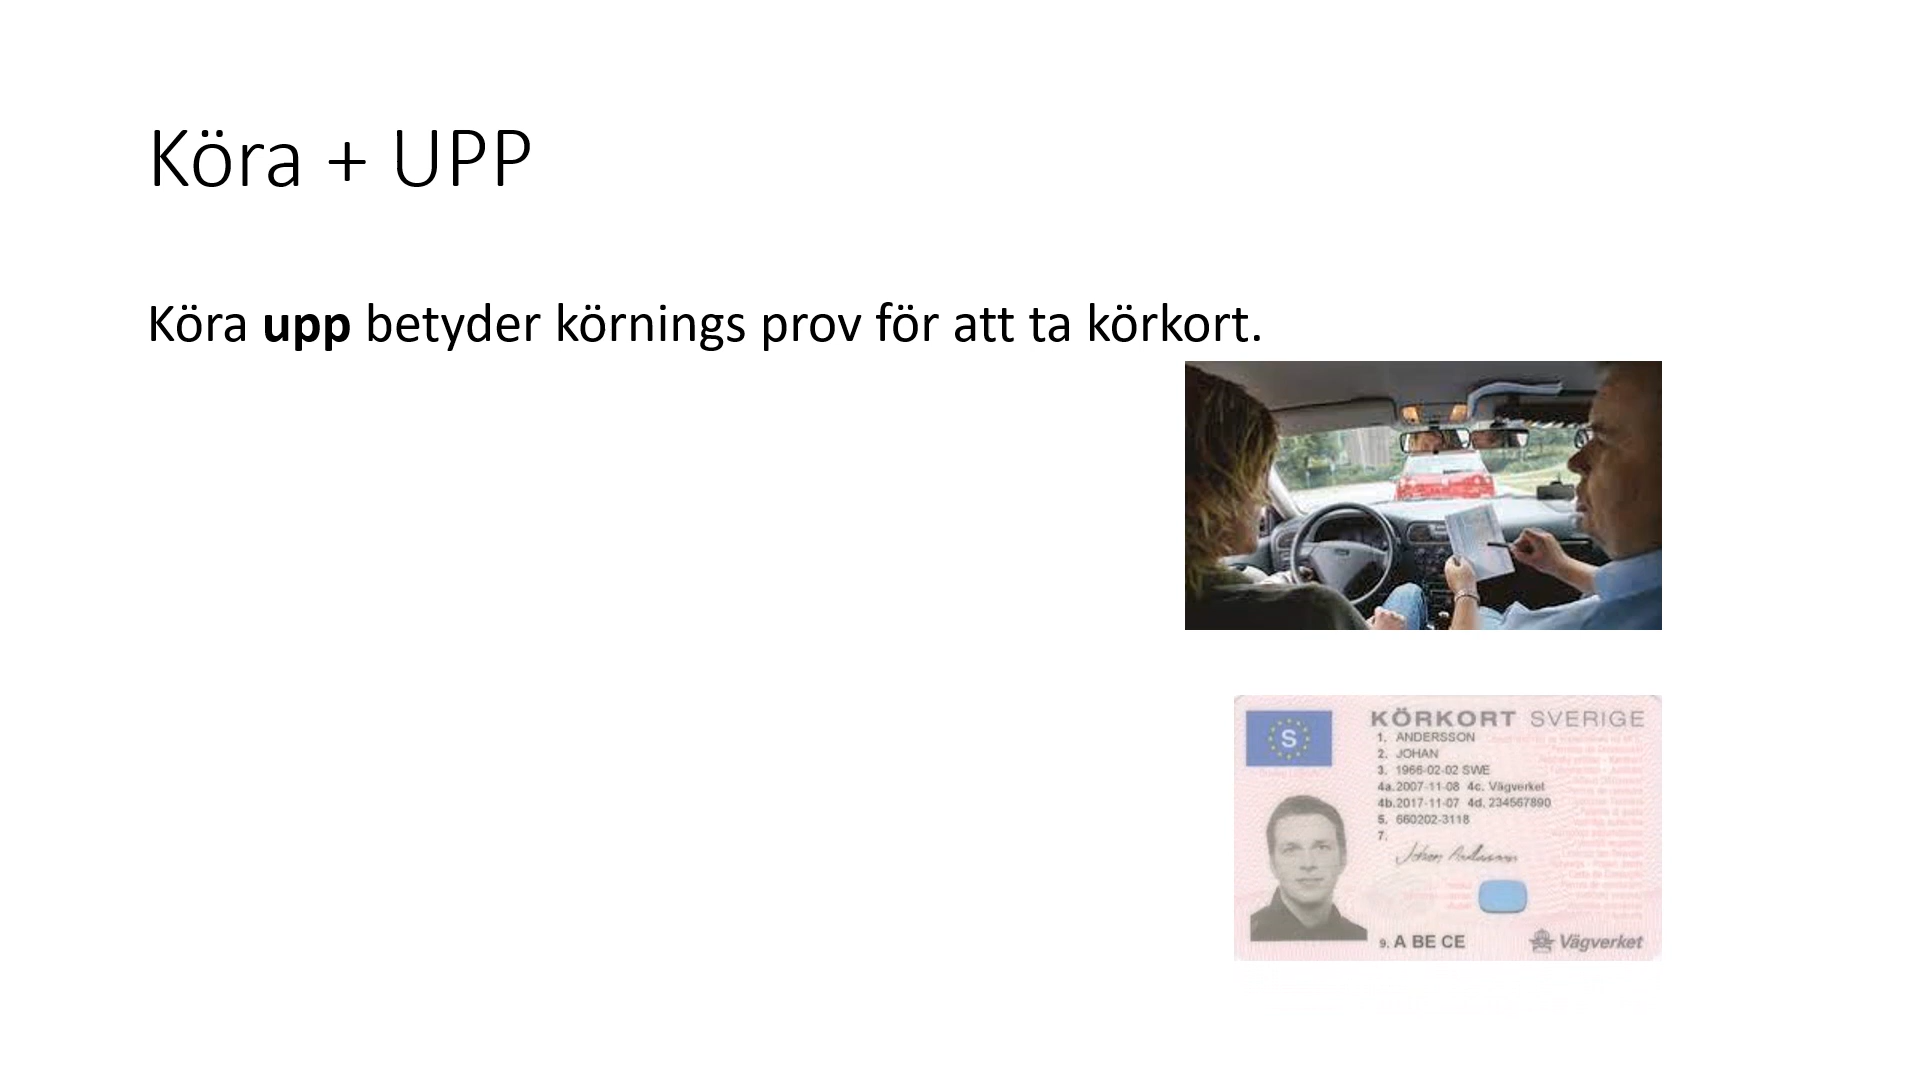 Köra + UPP
Köra upp betyder körnings prov för att ta körkort.
S
KÖRKORT SVERIGE
1. ANDERSSON
2. JOHAN
3. 1966-02-02 SWE
4a.2007-11-08 4c. Vägverket
4b.2017-11-07 4d. 234567890
5. 660202-3118
7.
Johan Andersson
9. A BE CE
Vägverket